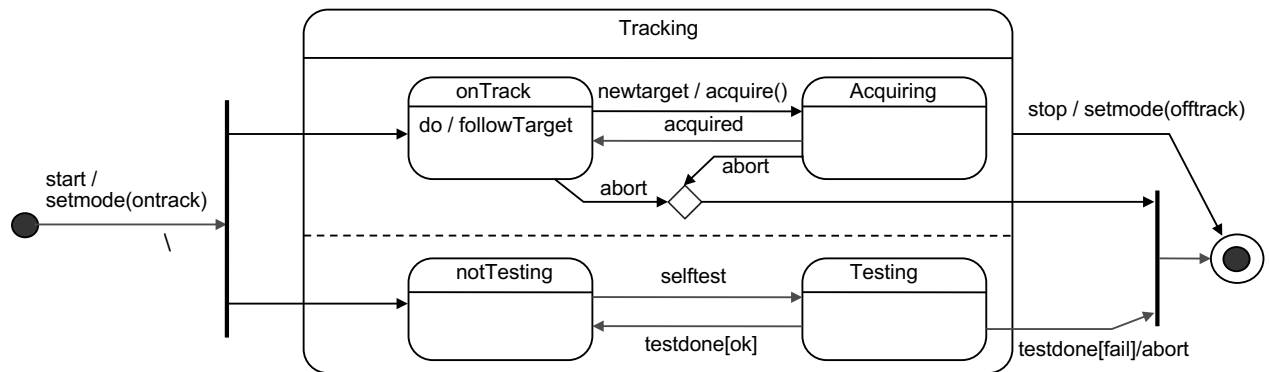 Tracking
onTrack
newtarget / acquire()
Acquiring
do / followTarget
acquired
stop / setmode(offtrack)
abort
abort
start /
setmode(ontrack)
\
notTesting
selftest
Testing
testdone[ok]
testdone[fail]/abort